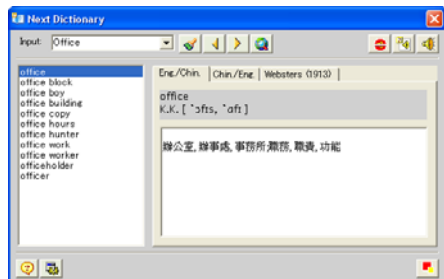 Next Dictionary
Input: Office
office
office block
office boy
office building
office copy
office hours
office hunter
office work
office worker
officeholder
officer
Eng./Chin. Chin./Eng. Websters (1913)
office
K.K. [ `ɔfɪs, `ɑfɪ ]
辦公室, 辦事處, 事務所;職務, 職責, 功能